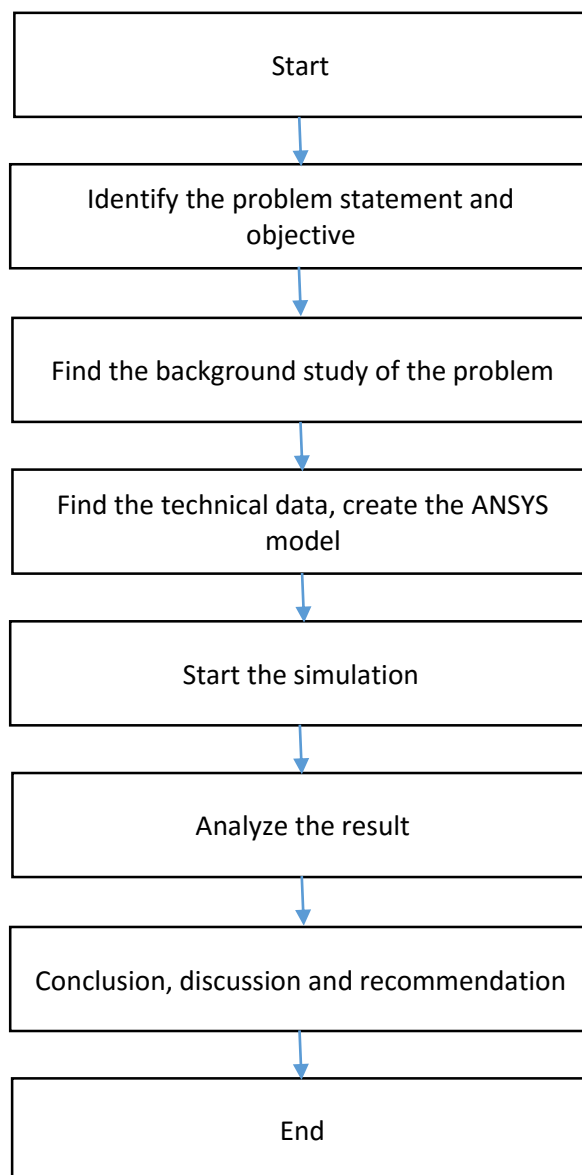 Start
Identify the problem statement and
objective
Find the background study of the problem
Find the technical data, create the ANSYS
model
Start the simulation
Analyze the result
Conclusion, discussion and recommendation
End